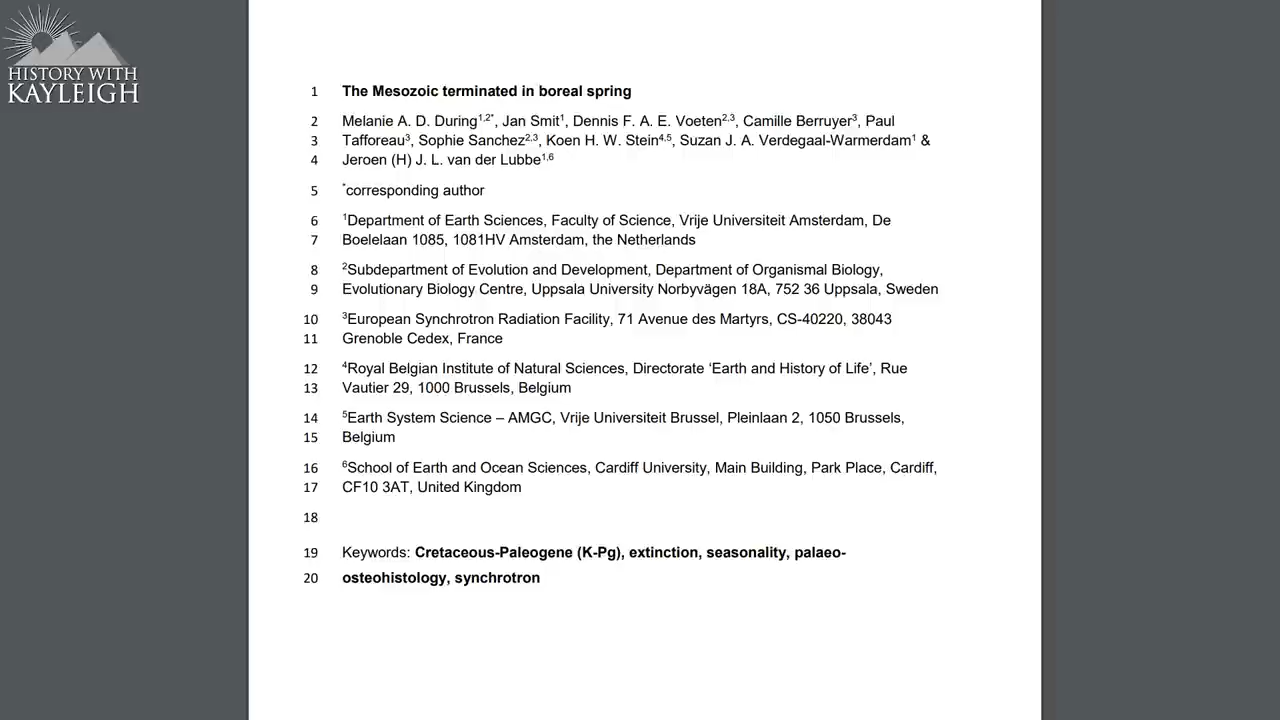 HISTORY WITH
KAYLEIGH
1 The Mesozoic terminated in boreal spring
2 Melanie A. D. During1,2*, Jan Smit1, Dennis F. A. E. Voeten2,3, Camille Berruyer3, Paul
3 Tafforeau3, Sophie Sanchez2,3, Koen H. W. Stein4,5, Suzan J. A. Verdegaal-Warmerdam1 &
4 Jeroen (H) J. L. van der Lubbe1,6
5 *corresponding author
6 1Department of Earth Sciences, Faculty of Science, Vrije Universiteit Amsterdam, De
7 Boelelaan 1085, 1081HV Amsterdam, the Netherlands
8 2Subdepartment of Evolution and Development, Department of Organismal Biology,
9 Evolutionary Biology Centre, Uppsala University Norbyvägen 18A, 752 36 Uppsala, Sweden
10 3European Synchrotron Radiation Facility, 71 Avenue des Martyrs, CS-40220, 38043
11 Grenoble Cedex, France
12 4Royal Belgian Institute of Natural Sciences, Directorate ‘Earth and History of Life’, Rue
13 Vautier 29, 1000 Brussels, Belgium
14 5Earth System Science – AMGC, Vrije Universiteit Brussel, Pleinlaan 2, 1050 Brussels,
15 Belgium
16 6School of Earth and Ocean Sciences, Cardiff University, Main Building, Park Place, Cardiff,
17 CF10 3AT, United Kingdom
18
19 Keywords: Cretaceous-Paleogene (K-Pg), extinction, seasonality, palaeo-
20 osteohistology, synchrotron